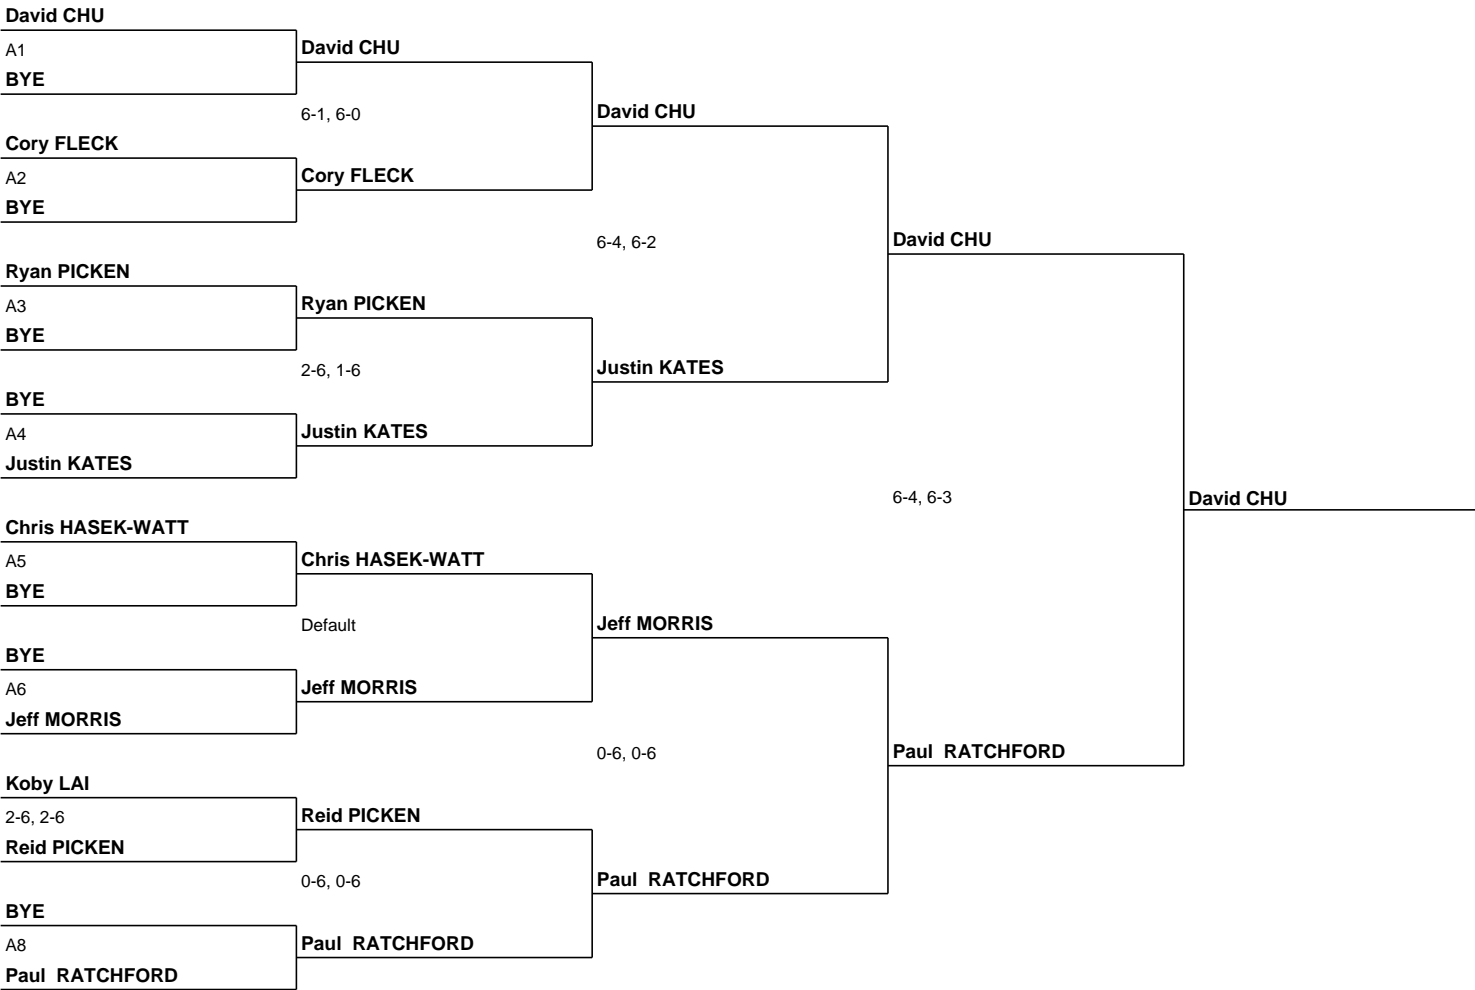 David CHU
A1
BYE
David CHU
6-1, 6-0
Cory FLECK
A2
BYE
Cory FLECK
David CHU
6-4, 6-2
Ryan PICKEN
A3
BYE
Ryan PICKEN
2-6, 1-6
BYE
A4
Justin KATES
Justin KATES
Justin KATES
David CHU
6-4, 6-3
David CHU
Chris HASEK-WATT
A5
BYE
Chris HASEK-WATT
Default
BYE
A6
Jeff MORRIS
Jeff MORRIS
Jeff MORRIS
0-6, 0-6
Koby LAI
2-6, 2-6
Reid PICKEN
Reid PICKEN
0-6, 0-6
BYE
A8
Paul  RATCHFORD
Paul  RATCHFORD
Paul  RATCHFORD
Paul  RATCHFORD